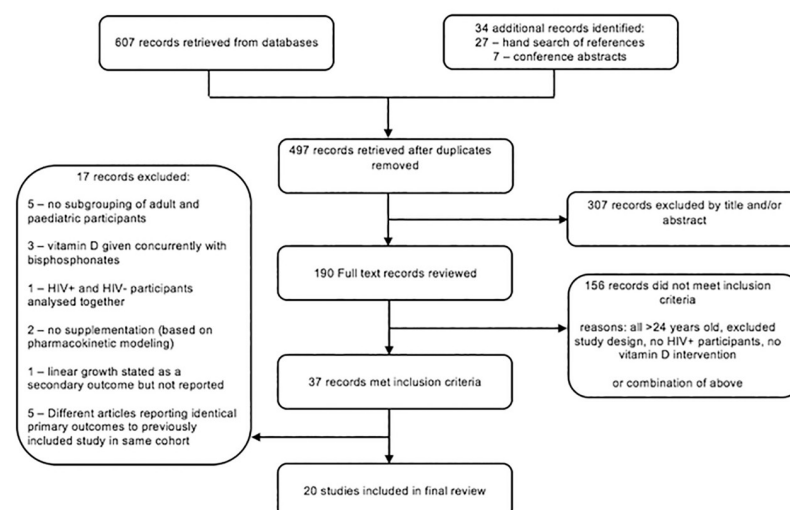 607 records retrieved from databases
34 additional records identified:
27 – hand search of references
7 – conference abstracts
497 records retrieved after duplicates
removed
307 records excluded by title and/or
abstract
190 Full text records reviewed
156 records did not meet inclusion
criteria
reasons: all >24 years old, excluded
study design, no HIV+ participants, no
vitamin D intervention
or combination of above
37 records met inclusion criteria
17 records excluded:
5 – no subgrouping of adult and
paediatric participants
3 – vitamin D given concurrently with
bisphosphonates
1 – HIV+ and HIV- participants
analysed together
2 – no supplementation (based on
pharmacokinetic modeling)
1 – linear growth stated as a
secondary outcome but not reported
5 – Different articles reporting identical
primary outcomes to previously
included study in same cohort
20 studies included in final review